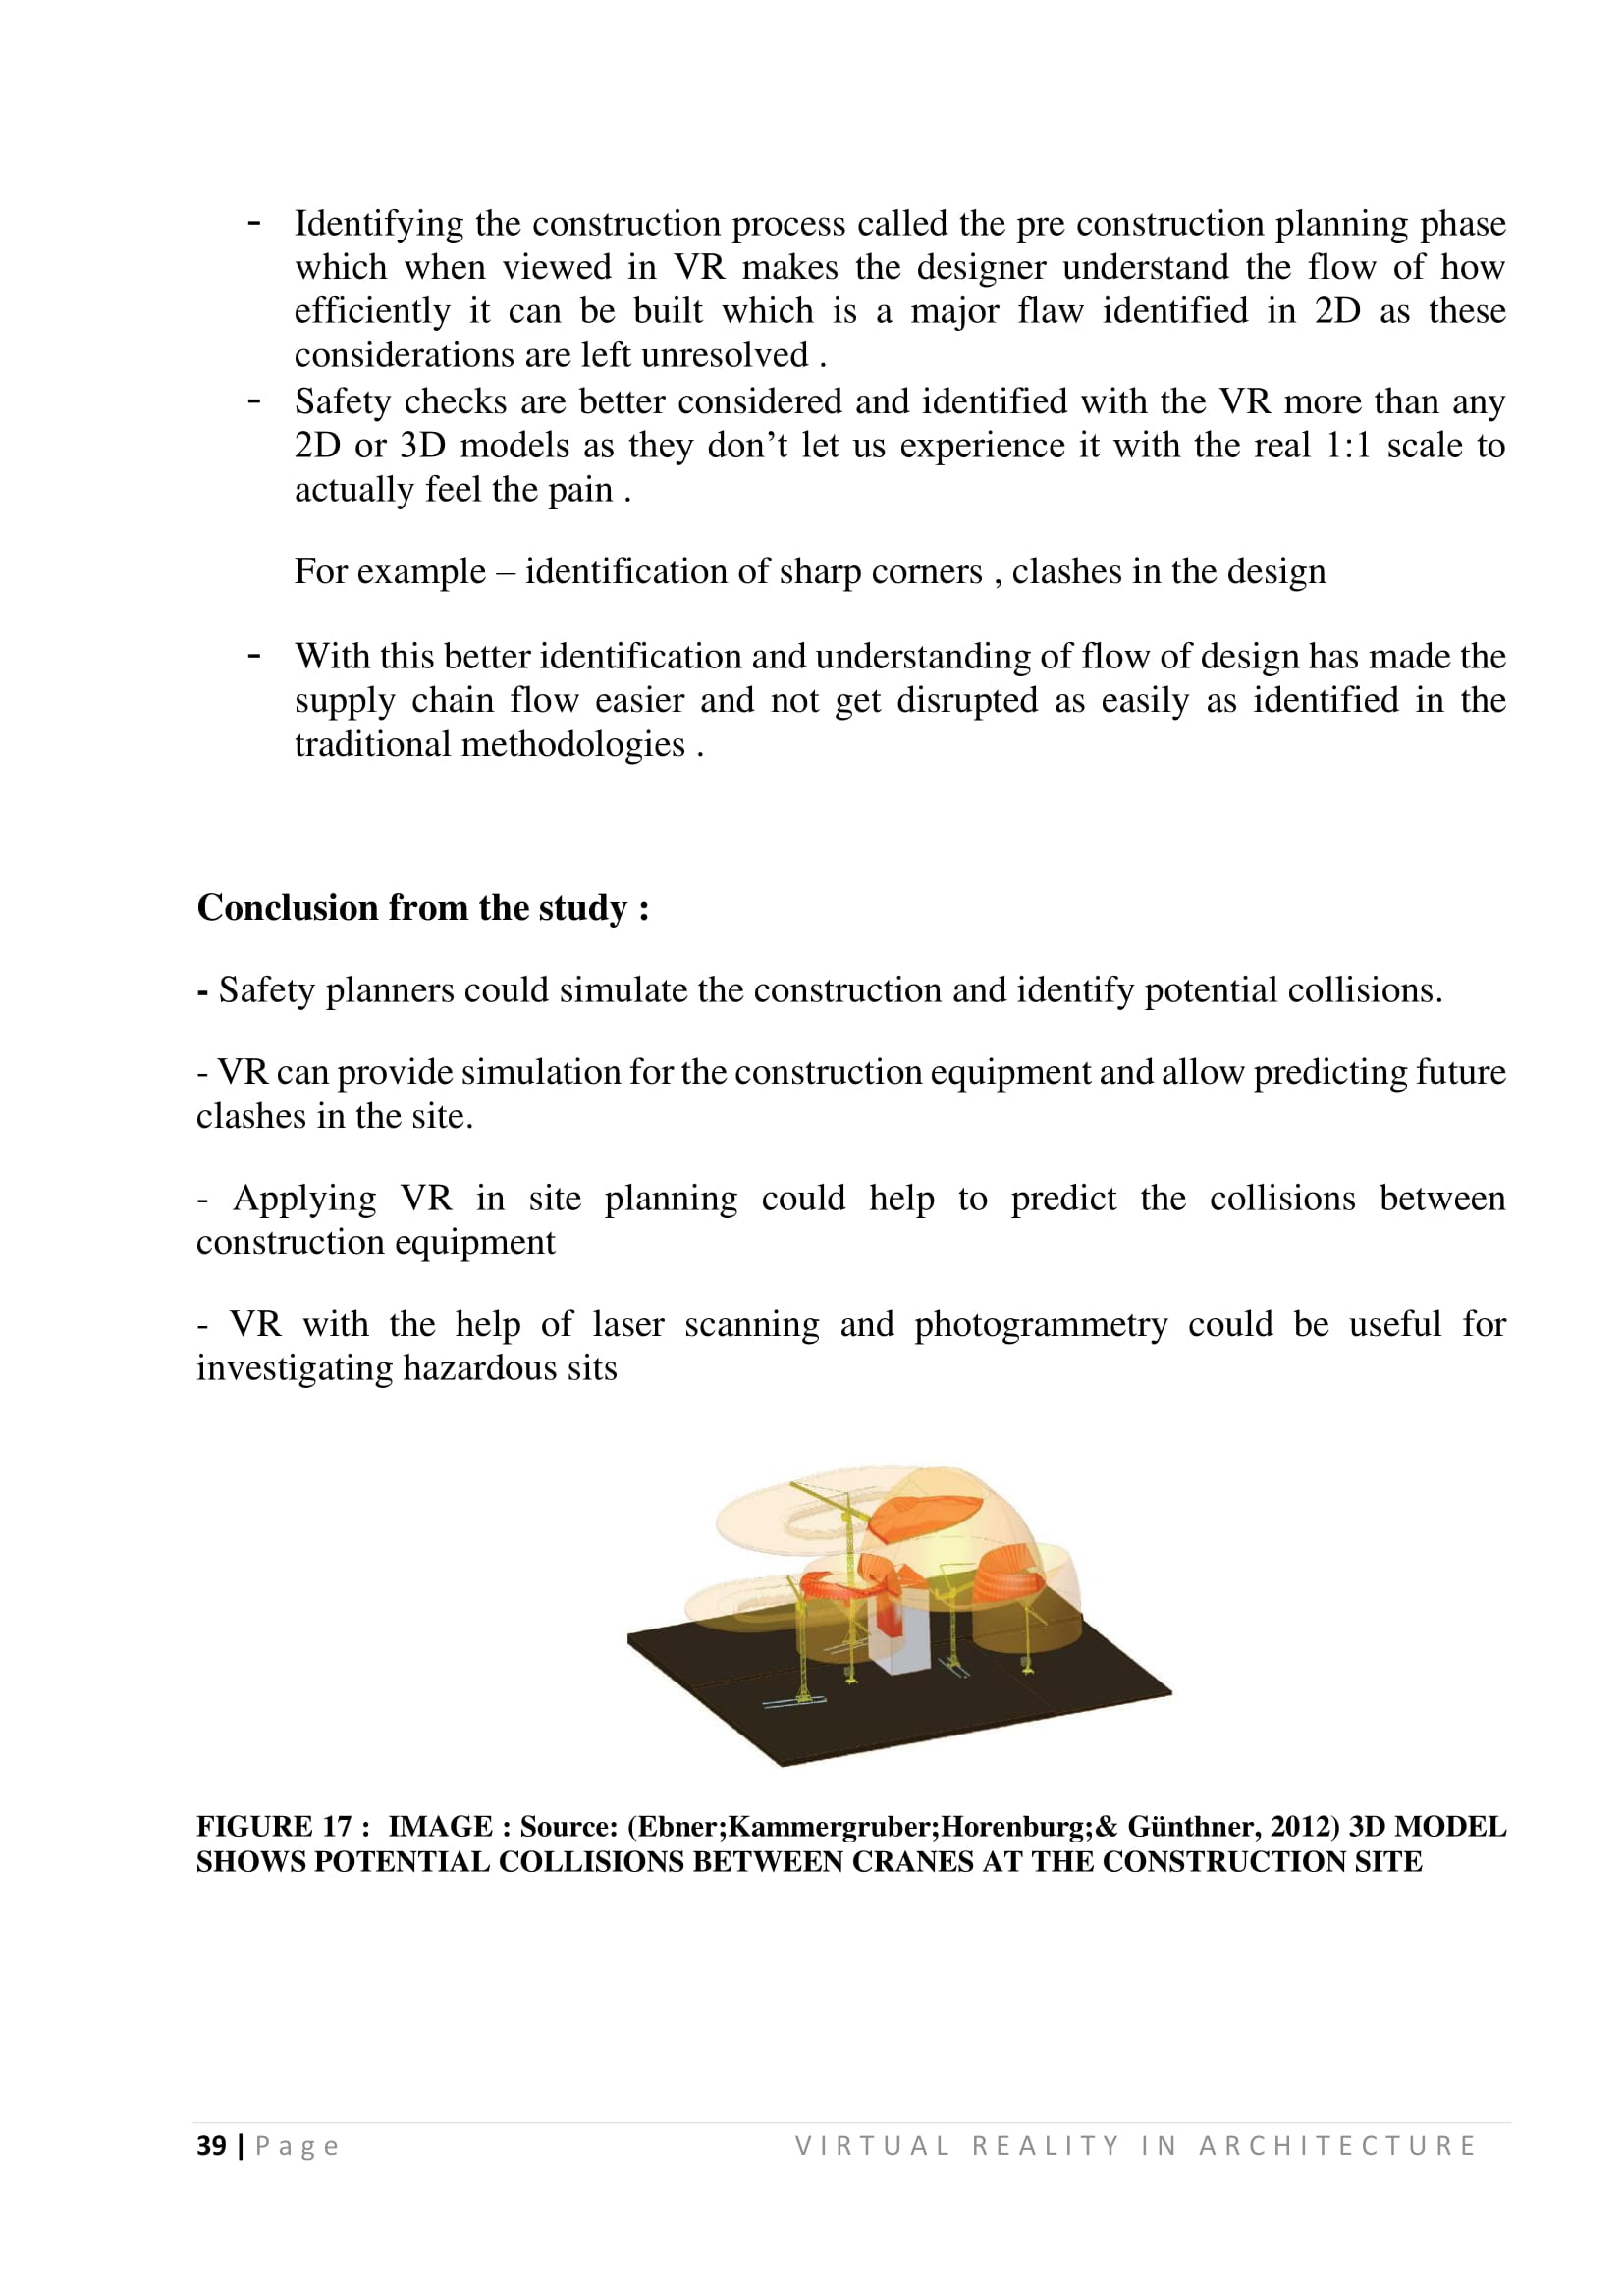 - Identifying the construction process called the pre construction planning phase
which when viewed in VR makes the designer understand the flow of how
efficiently it can be built which is a major flaw identified in 2D as these
considerations are left unresolved .
- Safety checks are better considered and identified with the VR more than any
2D or 3D models as they don’t let us experience it with the real 1:1 scale to
actually feel the pain .
For example – identification of sharp corners , clashes in the design
- With this better identification and understanding of flow of design has made the
supply chain flow easier and not get disrupted as easily as identified in the
traditional methodologies .
Conclusion from the study :
- Safety planners could simulate the construction and identify potential collisions.
- VR can provide simulation for the construction equipment and allow predicting future
clashes in the site.
- Applying VR in site planning could help to predict the collisions between
construction equipment
- VR with the help of laser scanning and photogrammetry could be useful for
investigating hazardous sits
FIGURE 17 : IMAGE : Source: (Ebner;Kammergruber;Horenburg;& Günthner, 2012) 3D MODEL
SHOWS POTENTIAL COLLISIONS BETWEEN CRANES AT THE CONSTRUCTION SITE
39 | Page VIRTUAL REALITY IN ARCHITECTURE